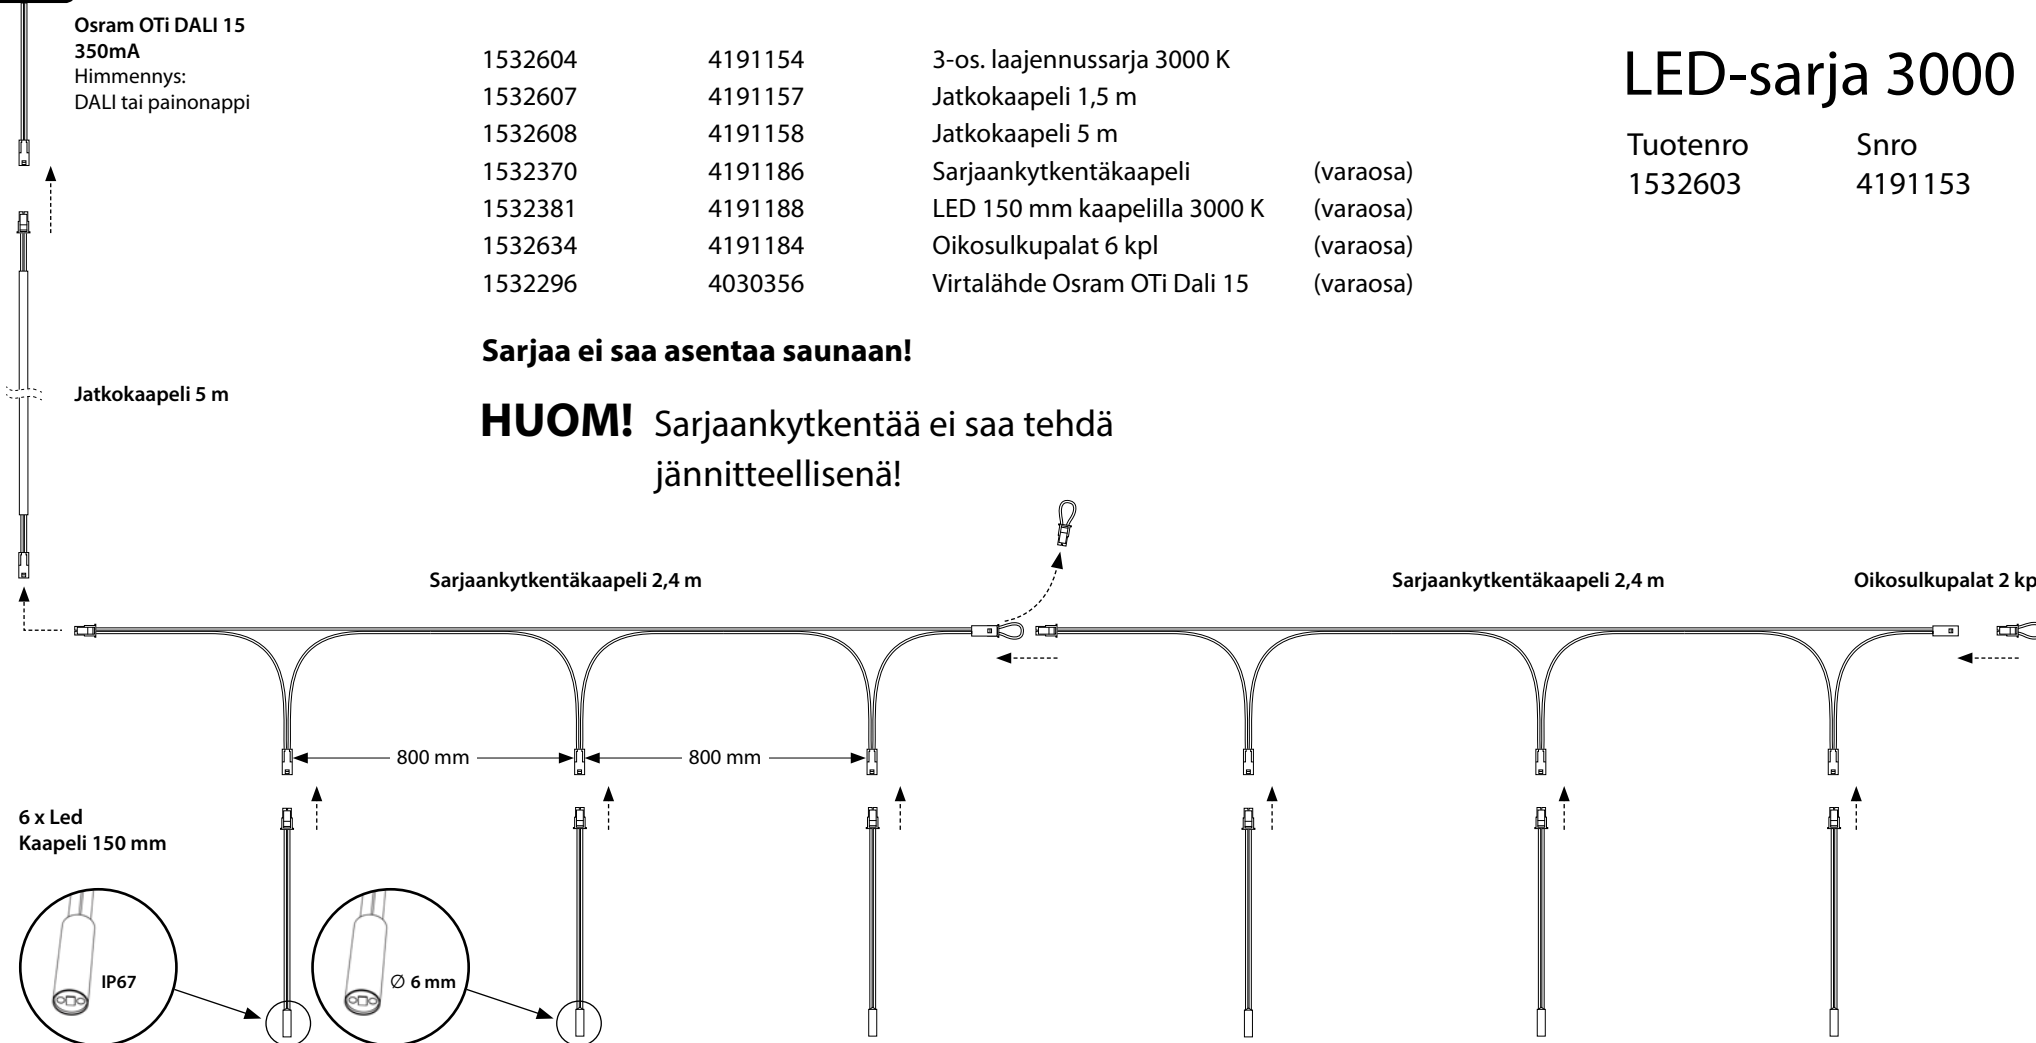 Osram OTi DALI 15
350mA
Himmennys:
DALI tai painonappi
1532604 4191154 3-os. laajennussarja 3000 K
1532607 4191157 Jatkokaapeli 1,5 m
1532608 4191158 Jatkokaapeli 5 m
1532370 4191186 Sarjaankytkentäkaapeli (varaosa)
1532381 4191188 LED 150 mm kaapelilla 3000 K (varaosa)
1532634 4191184 Oikosulkupalat 6 kpl (varaosa)
1532296 4030356 Virtalähde Osram OTi Dali 15 (varaosa)
LED-sarja 3000
Tuotenro Snro
1532603 4191153
Sarjaa ei saa asentaa saunaan!
HUOM! Sarjaankytkentää ei saa tehdä
jännitteellisenä!
Jatkokaapeli 5 m
Sarjaankytkentäkaapeli 2,4 m
Sarjaankytkentäkaapeli 2,4 m
Oikosulkupalat 2 kp
800 mm
800 mm
6 x Led
Kaapeli 150 mm
IP67
Ø 6 mm